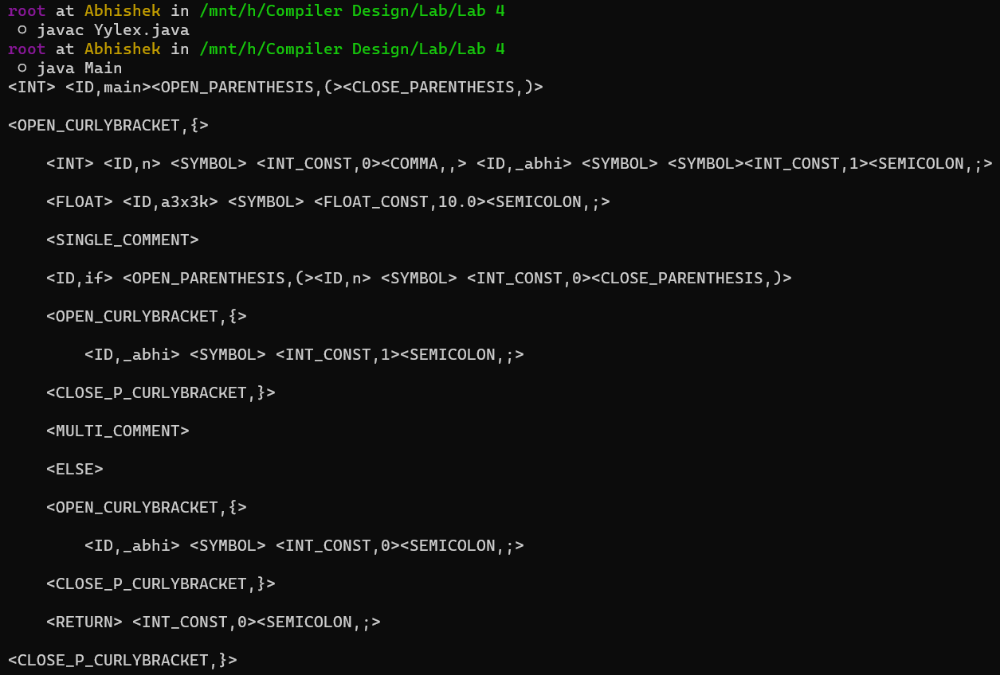 root at Abhishek in /mnt/h/Compiler Design/Lab/Lab 4
○ javac Yylex.java
root at Abhishek in /mnt/h/Compiler Design/Lab/Lab 4
○ java Main
<INT> <ID,main><OPEN_PARENTHESIS,(><CLOSE_PARENTHESIS,)>
<OPEN_CURLYBRACKET,{>
<INT> <ID,n> <SYMBOL> <INT_CONST,0><COMMA,,> <ID,_abhi> <SYMBOL> <SYMBOL><INT_CONST,1><SEMICOLON,;>
<FLOAT> <ID,a3x3k> <SYMBOL> <FLOAT_CONST,10.0><SEMICOLON,;>
<SINGLE_COMMENT>
<ID,if> <OPEN_PARENTHESIS,(><ID,n> <SYMBOL> <INT_CONST,0><CLOSE_PARENTHESIS,)>
<OPEN_CURLYBRACKET,{>
<ID,_abhi> <SYMBOL> <INT_CONST,1><SEMICOLON,;>
<CLOSE_P_CURLYBRACKET,}>
<MULTI_COMMENT>
<ELSE>
<OPEN_CURLYBRACKET,{>
<ID,_abhi> <SYMBOL> <INT_CONST,0><SEMICOLON,;>
<CLOSE_P_CURLYBRACKET,}>
<RETURN> <INT_CONST,0><SEMICOLON,;>
<CLOSE_P_CURLYBRACKET,}>